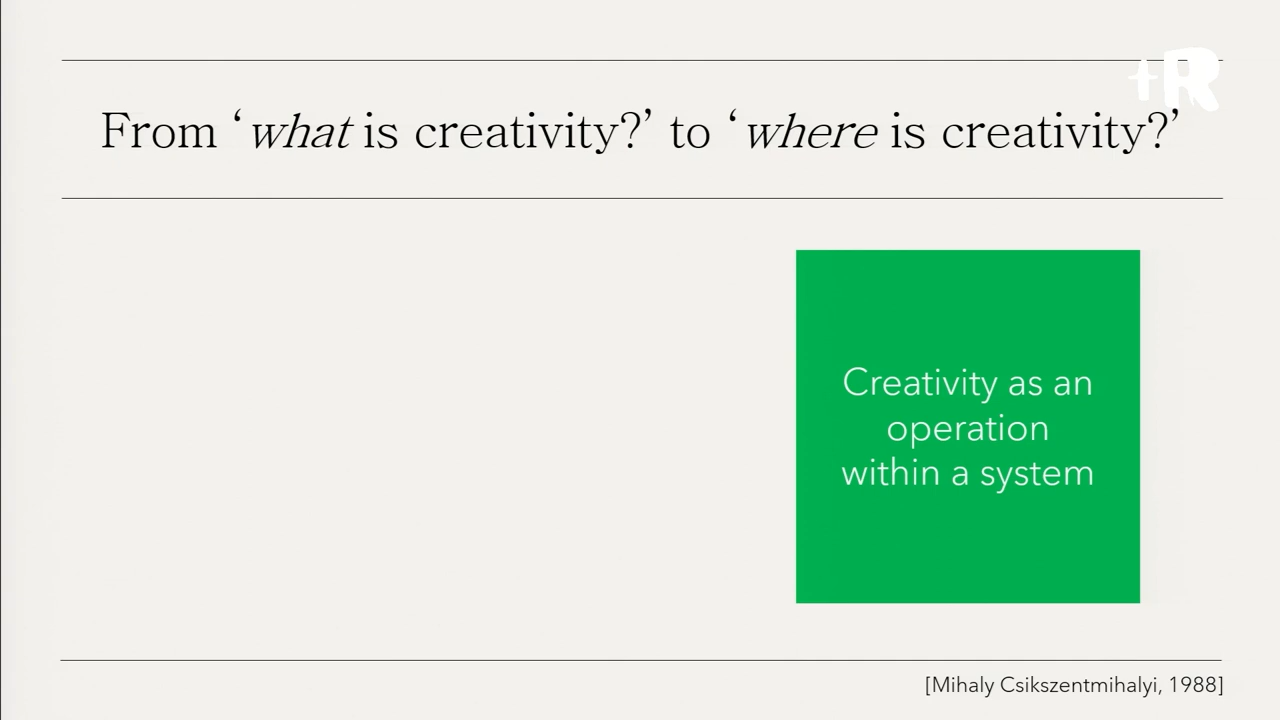 +R
From ‘what is creativity?’ to ‘where is creativity?’
Creativity as an
operation
within a system
[Mihaly Csikszentmihalyi, 1988]